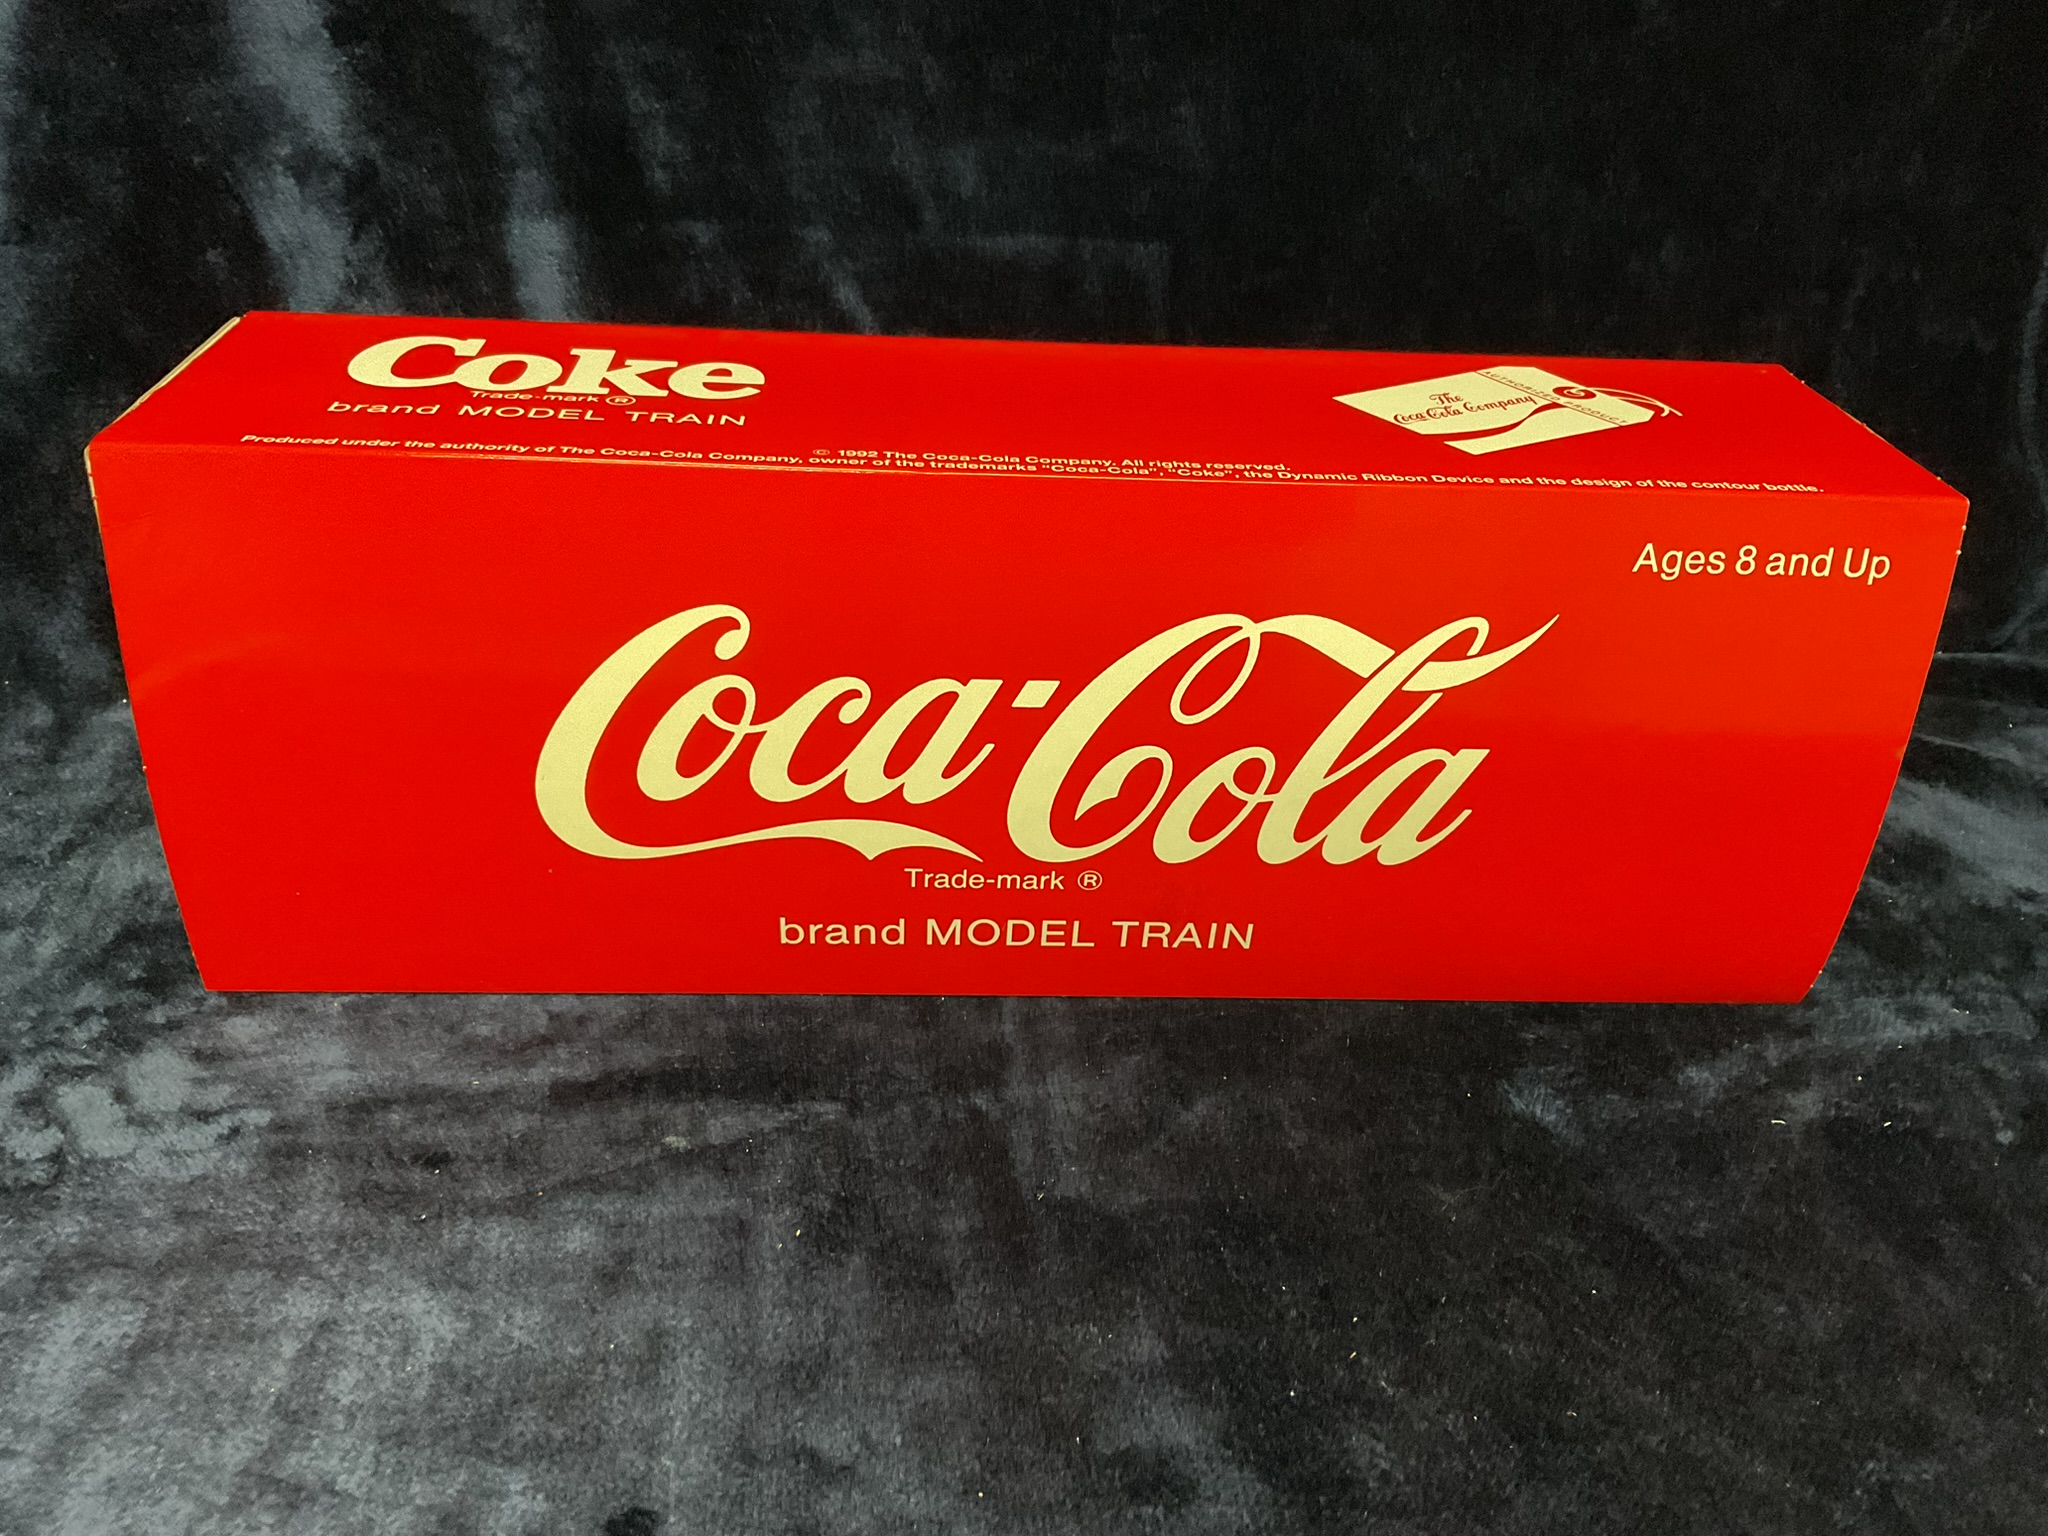 Coke
Trade-mark ®
brand MODEL TRAIN
The
Coca-Cola Company
AUTHORIZED PRODUCT
© 1992 The Coca-Cola Company. All rights reserved.
Produced under the authority of The Coca-Cola Company, owner of the trademarks "Coca-Cola", "Coke", the Dynamic Ribbon Device and the design of the contour bottle.
Ages 8 and Up
Coca-Cola
Trade-mark ®
brand MODEL TRAIN